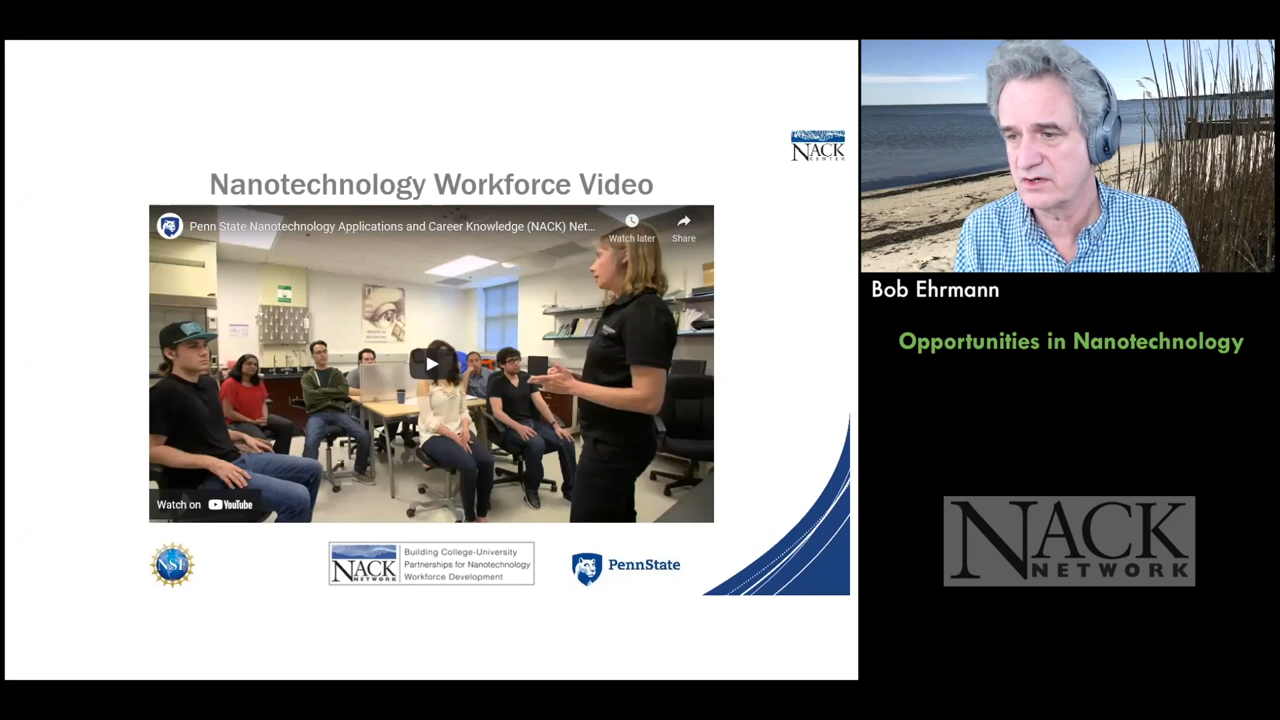 NACK
CENTER
Nanotechnology Workforce Video
Penn State Nanotechnology Applications and Career Knowledge (NACK) Net...
Watch later
Share
Watch on YouTube
NSF
NACK
NETWORK
Building College-University
Partnerships for Nanotechnology
Workforce Development
PennState
Bob Ehrmann
Opportunities in Nanotechnology
NACK
NETWORK